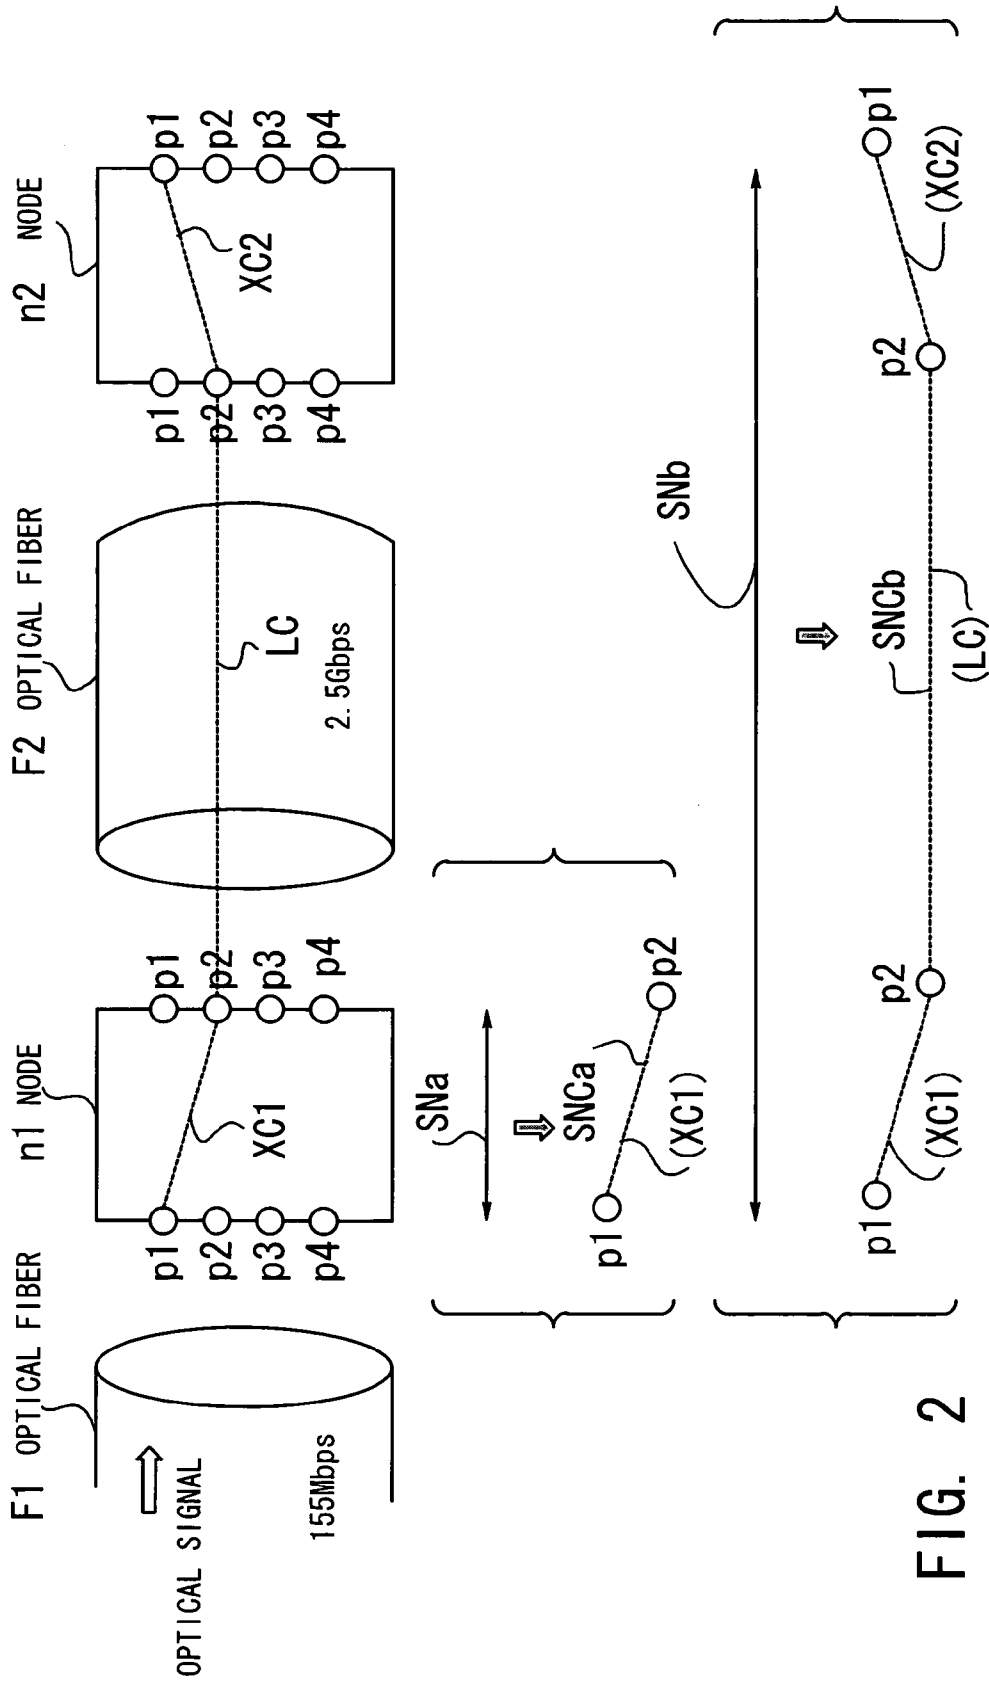 F1 OPTICAL FIBER
n1 NODE
F2 OPTICAL FIBER
n2 NODE
OPTICAL SIGNAL
155Mbps
p1
p2
p3
p4
XC1
p1
p2
p3
p4
LC
2.5Gbps
p1
p2
p3
p4
XC2
p1
p2
p3
p4
SNa
SNCa
p1
(XC1)
p2
SNb
SNCb
p1
(XC1)
p2
(LC)
p2
(XC2)
p1
FIG. 2